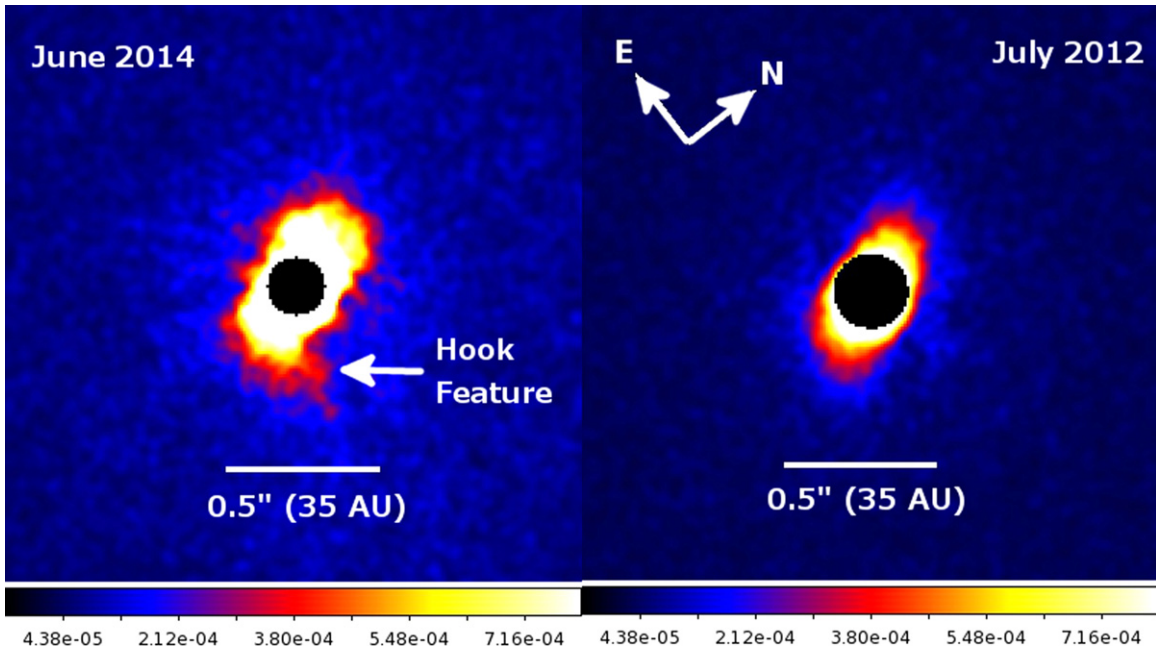 June 2014
Hook
Feature
0.5" (35 AU)
4.38e-05 2.12e-04 3.80e-04 5.48e-04 7.16e-04
E
N
July 2012
0.5" (35 AU)
4.38e-05 2.12e-04 3.80e-04 5.48e-04 7.16e-04